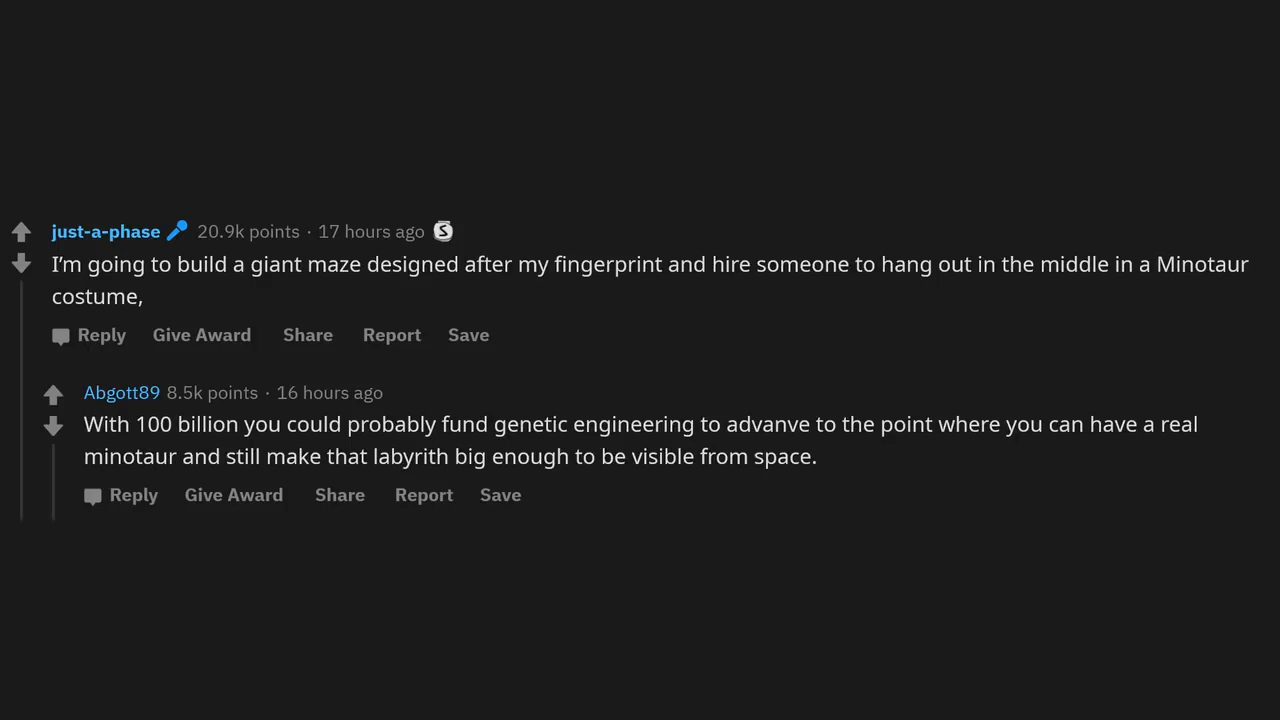 just-a-phase 20.9k points · 17 hours ago S
I’m going to build a giant maze designed after my fingerprint and hire someone to hang out in the middle in a Minotaur
costume,
Reply Give Award Share Report Save
Abgott89 8.5k points · 16 hours ago
With 100 billion you could probably fund genetic engineering to advanve to the point where you can have a real
minotaur and still make that labyrith big enough to be visible from space.
Reply Give Award Share Report Save